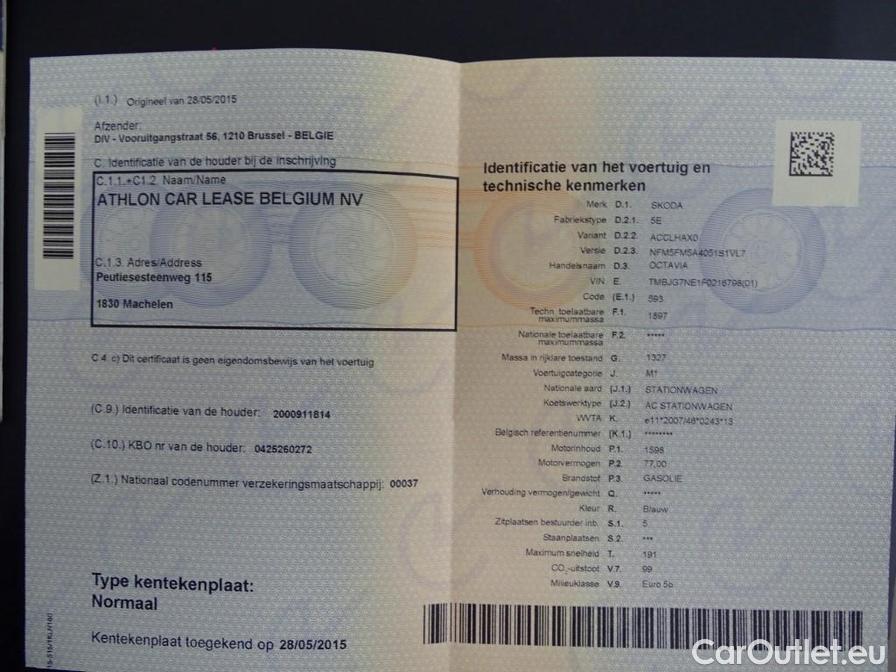 (I.1.) Origineel van 28/05/2015
Afzender:
DIV - Vooruitgangstraat 56, 1210 Brussel - BELGIE
C. Identificatie van de houder bij de inschrijving
C.1.1.+C1.2. Naam/Name
ATHLON CAR LEASE BELGIUM NV
C.1.3. Adres/Address
Peutiesesteenweg 115
1830 Machelen
C.4. c) Dit certificaat is geen eigendomsbewijs van het voertuig
(C.9.) Identificatie van de houder: 2000911814
(C.10.) KBO nr van de houder: 0425260272
(Z.1.) Nationaal codenummer verzekeringsmaatschappij: 00037
Type kentekenplaat:
Normaal
Kentekenplaat toegekend op 28/05/2015
Identificatie van het voertuig en
technische kenmerken
Merk D.1. SKODA
Fabriekstype D.2.1. 5E
Variant D.2.2. ACCLHAX0
Versie D.2.3. NFM5FM5A4051S1VL7
Handelsnaam D.3. OCTAVIA
VIN E. TMBJG7NE1F0216798(01)
Code (E.1.) 593
Techn. toelaatbare F.1. 1897
maximummassa
Nationale toelaatbare F.2. *****
maximummassa
Massa in rijklare toestand G. 1327
Voertuigcategorie J. M1
Nationale aard (J.1.) STATIONWAGEN
Koetswerktype (J.2.) AC STATIONWAGEN
WVTA K. e11*2007/46*0243*13
Belgisch referentienummer (K.1.) ********
Motorinhoud P.1. 1598
Motorvermogen P.2. 77,00
Brandstof P.3. GASOLIE
Verhouding vermogen/gewicht Q. *****
Kleur R. Blauw
Zitplaatsen bestuurder inb. S.1. 5
Staanplaatsen S.2. ***
Maximum snelheid T. 191
CO₂-uitstoot V.7. 99
Milieuklasse V.9. Euro 5b
CarOutlet.eu